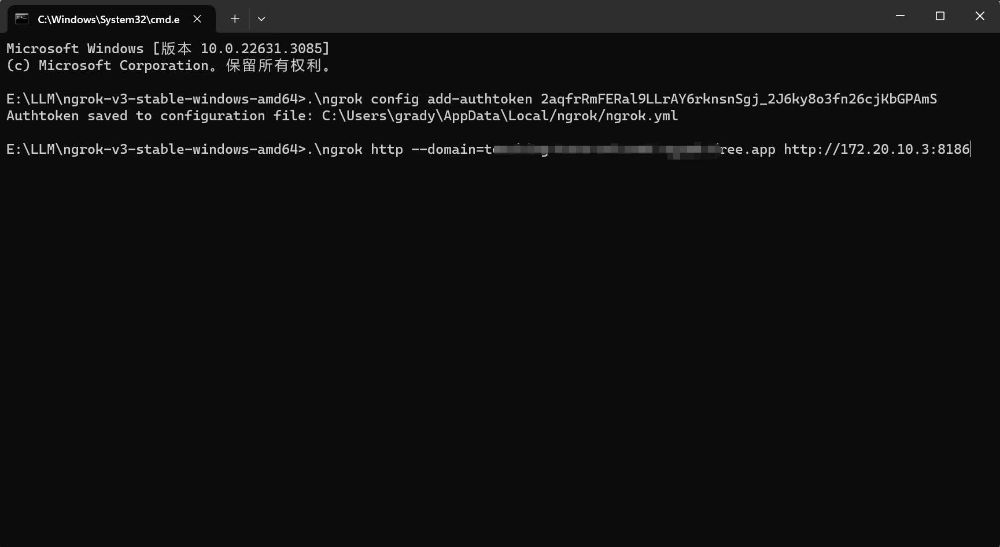 C:\Windows\System32\cmd.e
Microsoft Windows [版本 10.0.22631.3085]
(c) Microsoft Corporation。保留所有权利。
E:\LLM\ngrok-v3-stable-windows-amd64>.\ngrok config add-authtoken 2aqfrRmFERal9LLrAY6rknsnSgj_2J6ky8o3fn26cjKbGPAmS
Authtoken saved to configuration file: C:\Users\grady\AppData\Local/ngrok/ngrok.yml
E:\LLM\ngrok-v3-stable-windows-amd64>.\ngrok http --domain= ree.app http://172.20.10.3:8186